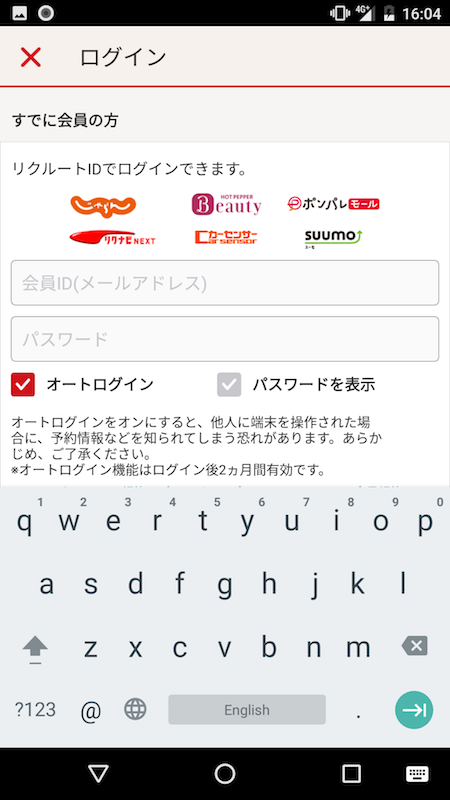 4G 16:04
ログイン
すでに会員の方
リクルートIDでログインできます。
じゃらん HOT PEPPER Beauty ポンパレモール
リクナビNEXT カーセンサー Carsensor SUUMO スーモ
会員ID(メールアドレス)
パスワード
オートログイン パスワードを表示
オートログインをオンにすると、他人に端末を操作された場
合に、予約情報などを知られてしまう恐れがあります。あらか
じめ、ご了承ください。
※オートログイン機能はログイン後2ヵ月間有効です。
1 2 3 4 5 6 7 8 9 0
q w e r t y u i o p
a s d f g h j k l
z x c v b n m
?123 @ English .